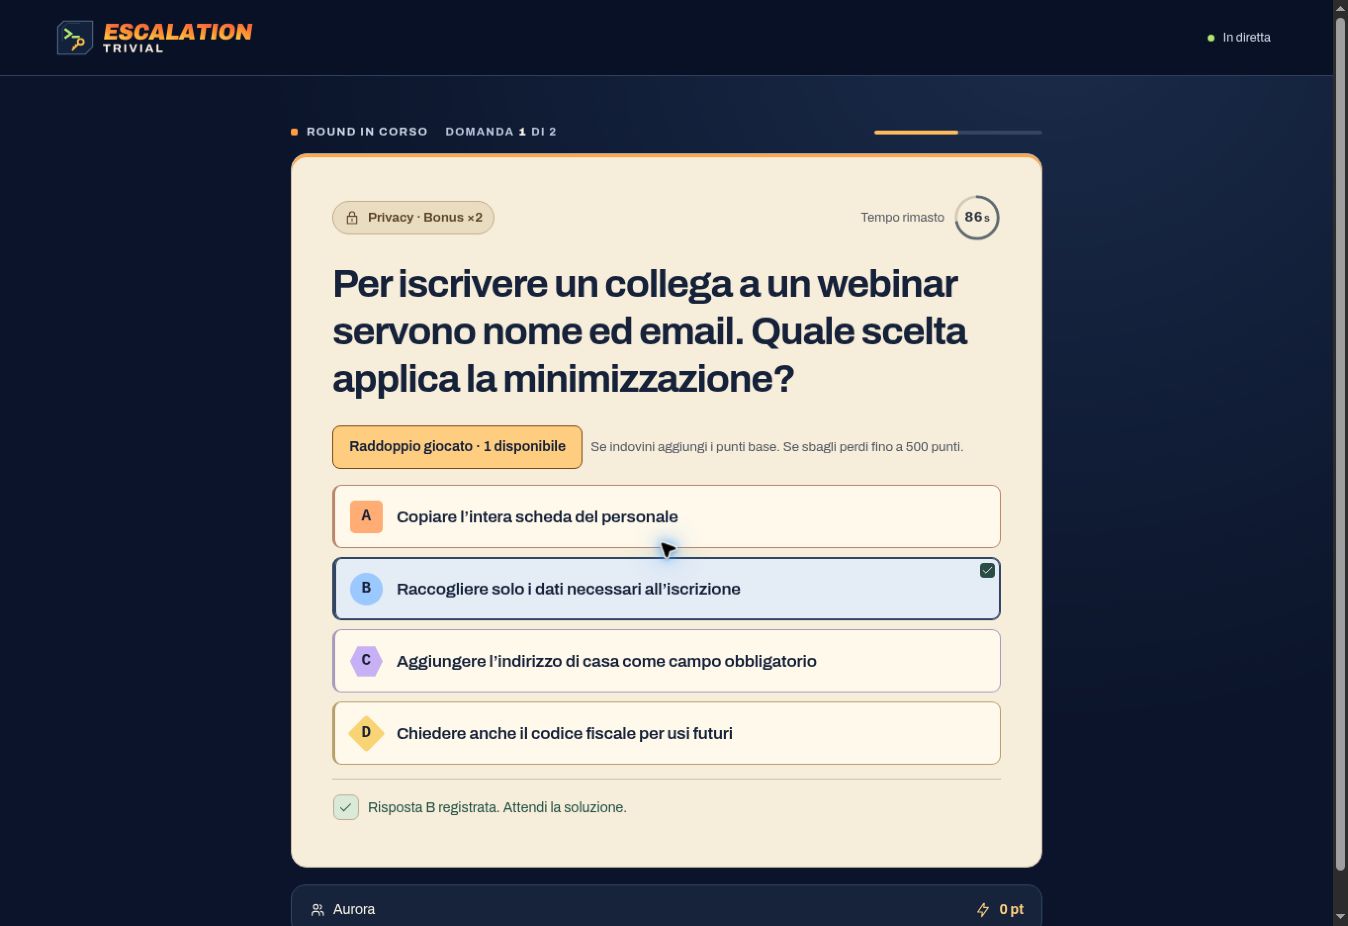 ESCALATION
TRIVIAL
In diretta
ROUND IN CORSO DOMANDA 1 DI 2
Privacy · Bonus ×2
Tempo rimasto 86 s
Per iscrivere un collega a un webinar
servono nome ed email. Quale scelta
applica la minimizzazione?
Raddoppio giocato · 1 disponibile
Se indovini aggiungi i punti base. Se sbagli perdi fino a 500 punti.
A Copiare l’intera scheda del personale
B Raccogliere solo i dati necessari all’iscrizione
C Aggiungere l’indirizzo di casa come campo obbligatorio
D Chiedere anche il codice fiscale per usi futuri
Risposta B registrata. Attendi la soluzione.
Aurora 0 pt